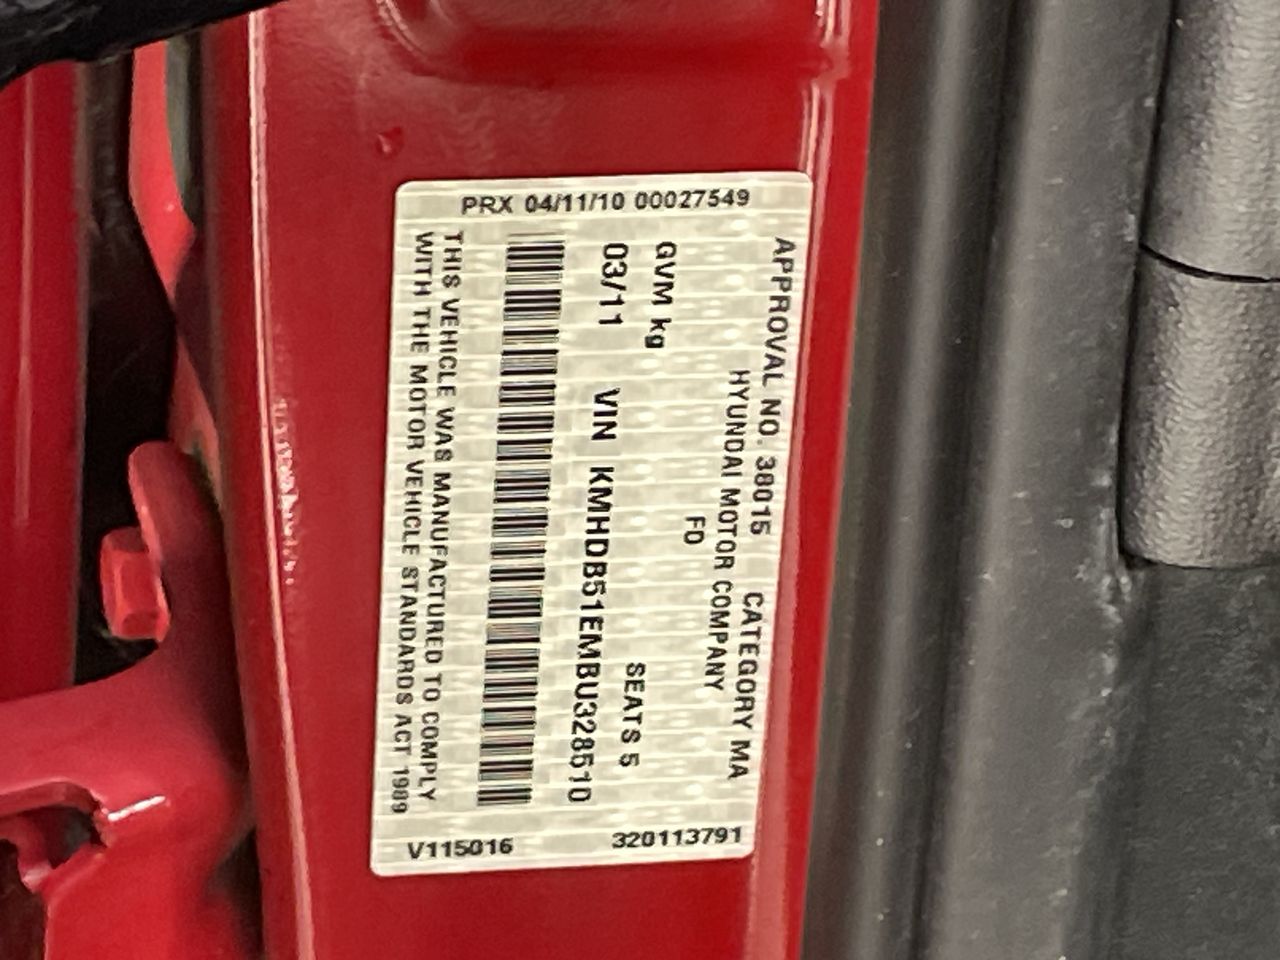 PRX 04/11/10 00027549
APPROVAL NO. 38015 CATEGORY MA
HYUNDAI MOTOR COMPANY
FD
GVM kg SEATS 5
03/11 VIN KMHDB51EMBU328510
THIS VEHICLE WAS MANUFACTURED TO COMPLY
WITH THE MOTOR VEHICLE STANDARDS ACT 1989
V115016 320113791